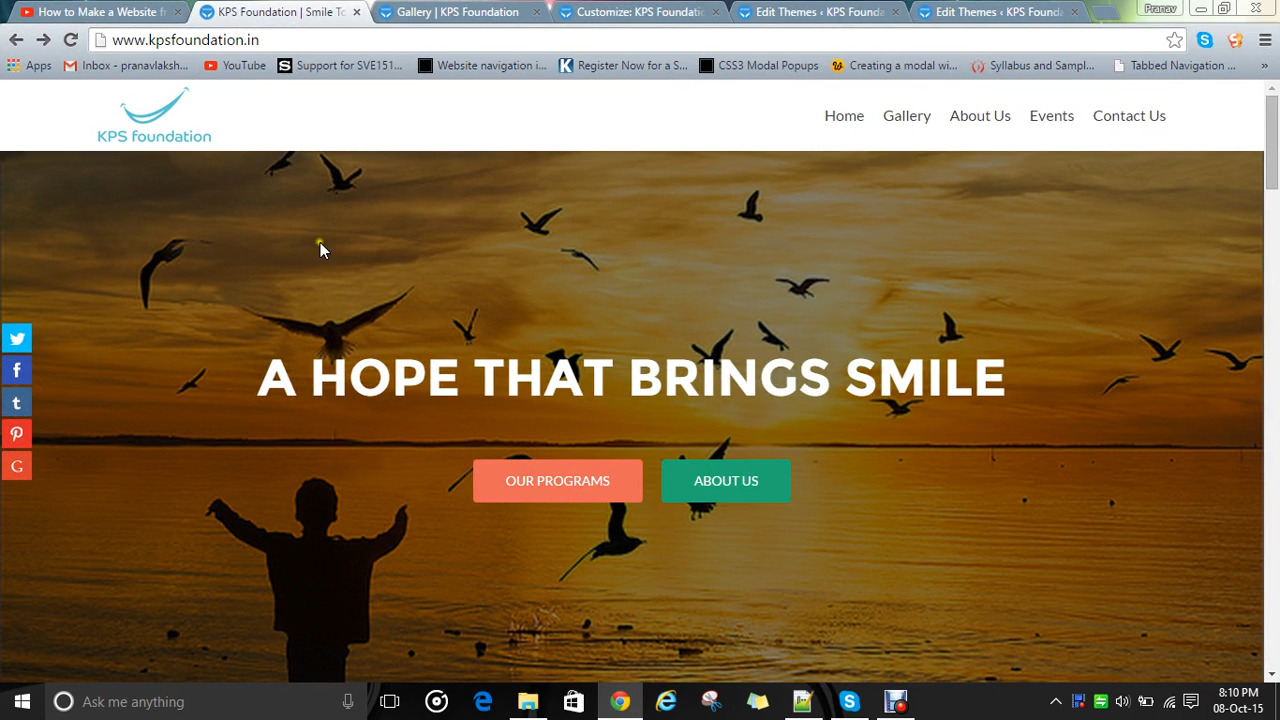 How to Make a Website f
KPS Foundation | Smile To
Gallery | KPS Foundation
Customize: KPS Foundatio
Edit Themes ‹ KPS Founda
Edit Themes ‹ KPS Founda
Pranav
www.kpsfoundation.in
Apps
Inbox - pranavlaksh...
YouTube
S
Support for SVE151...
Website navigation i...
K
Register Now for a S...
CSS3 Modal Popups
Creating a modal wi...
Syllabus and Sampl...
Tabbed Navigation ...
»
KPS foundation
Home
Gallery
About Us
Events
Contact Us
A HOPE THAT BRINGS SMILE
f
t
G
OUR PROGRAMS
ABOUT US
Ask me anything
8:10 PM
08-Oct-15